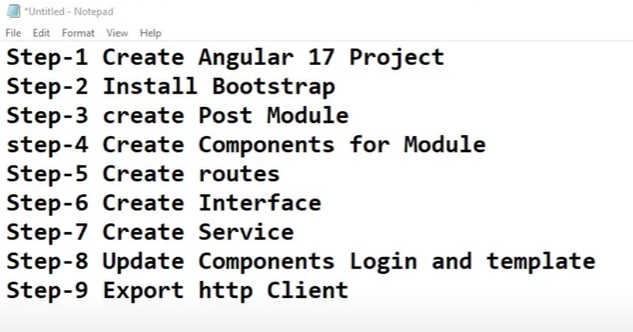 *Untitled - Notepad
File Edit Format View Help
Step-1 Create Angular 17 Project
Step-2 Install Bootstrap
Step-3 create Post Module
step-4 Create Components for Module
Step-5 Create routes
Step-6 Create Interface
Step-7 Create Service
Step-8 Update Components Login and template
Step-9 Export http Client